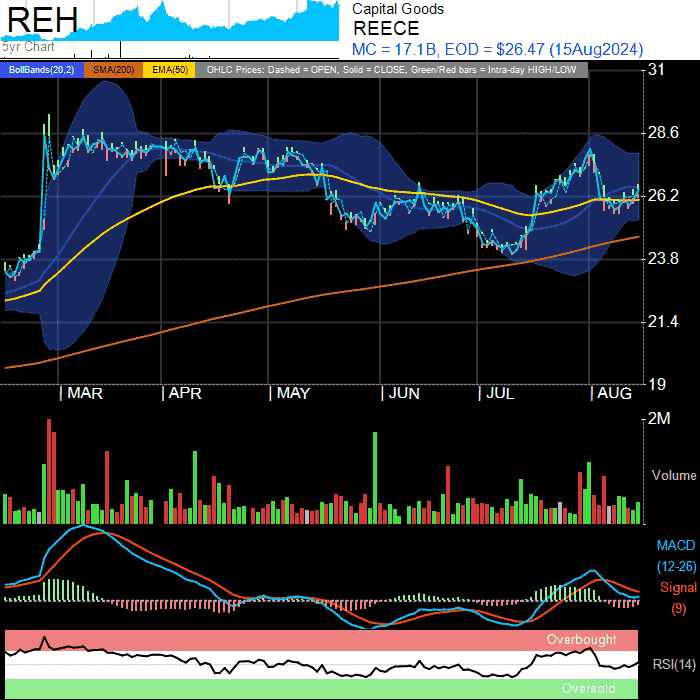 REH
5yr Chart
Capital Goods
REECE
MC = 17.1B, EOD = $26.47 (15Aug2024)
BollBands(20,2) SMA(200) EMA(50) OHLC Prices: Dashed = OPEN, Solid = CLOSE, Green/Red bars = Intra-day HIGH/LOW
31
28.6
26.2
23.8
21.4
19
MAR APR MAY JUN JUL AUG
2M
Volume
MACD
(12-26)
Signal
(9)
Overbought
RSI(14)
Oversold